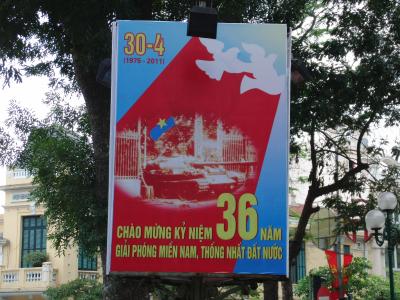 30-4
(1975 - 2011)
CHÀO MỪNG KỶ NIỆM 36 NĂM
GIẢI PHÓNG MIỀN NAM, THỐNG NHẤT ĐẤT NƯỚC